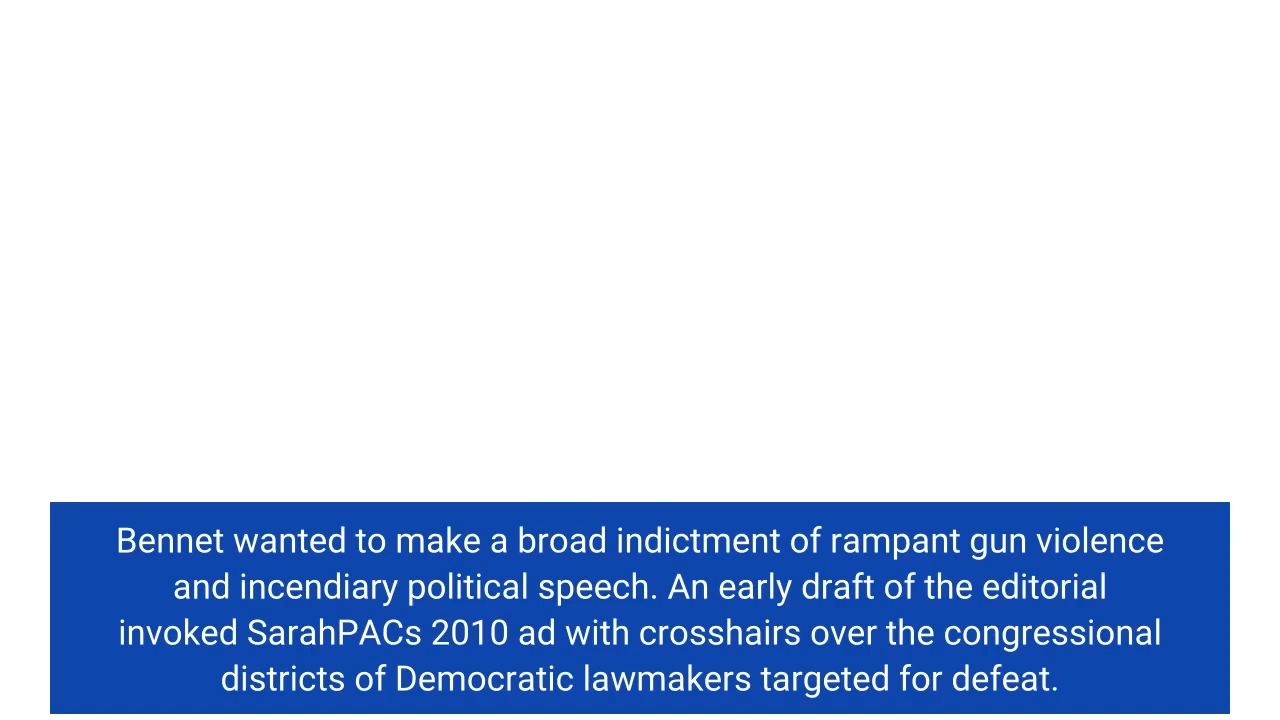 Bennet wanted to make a broad indictment of rampant gun violence
and incendiary political speech. An early draft of the editorial
invoked SarahPACs 2010 ad with crosshairs over the congressional
districts of Democratic lawmakers targeted for defeat.